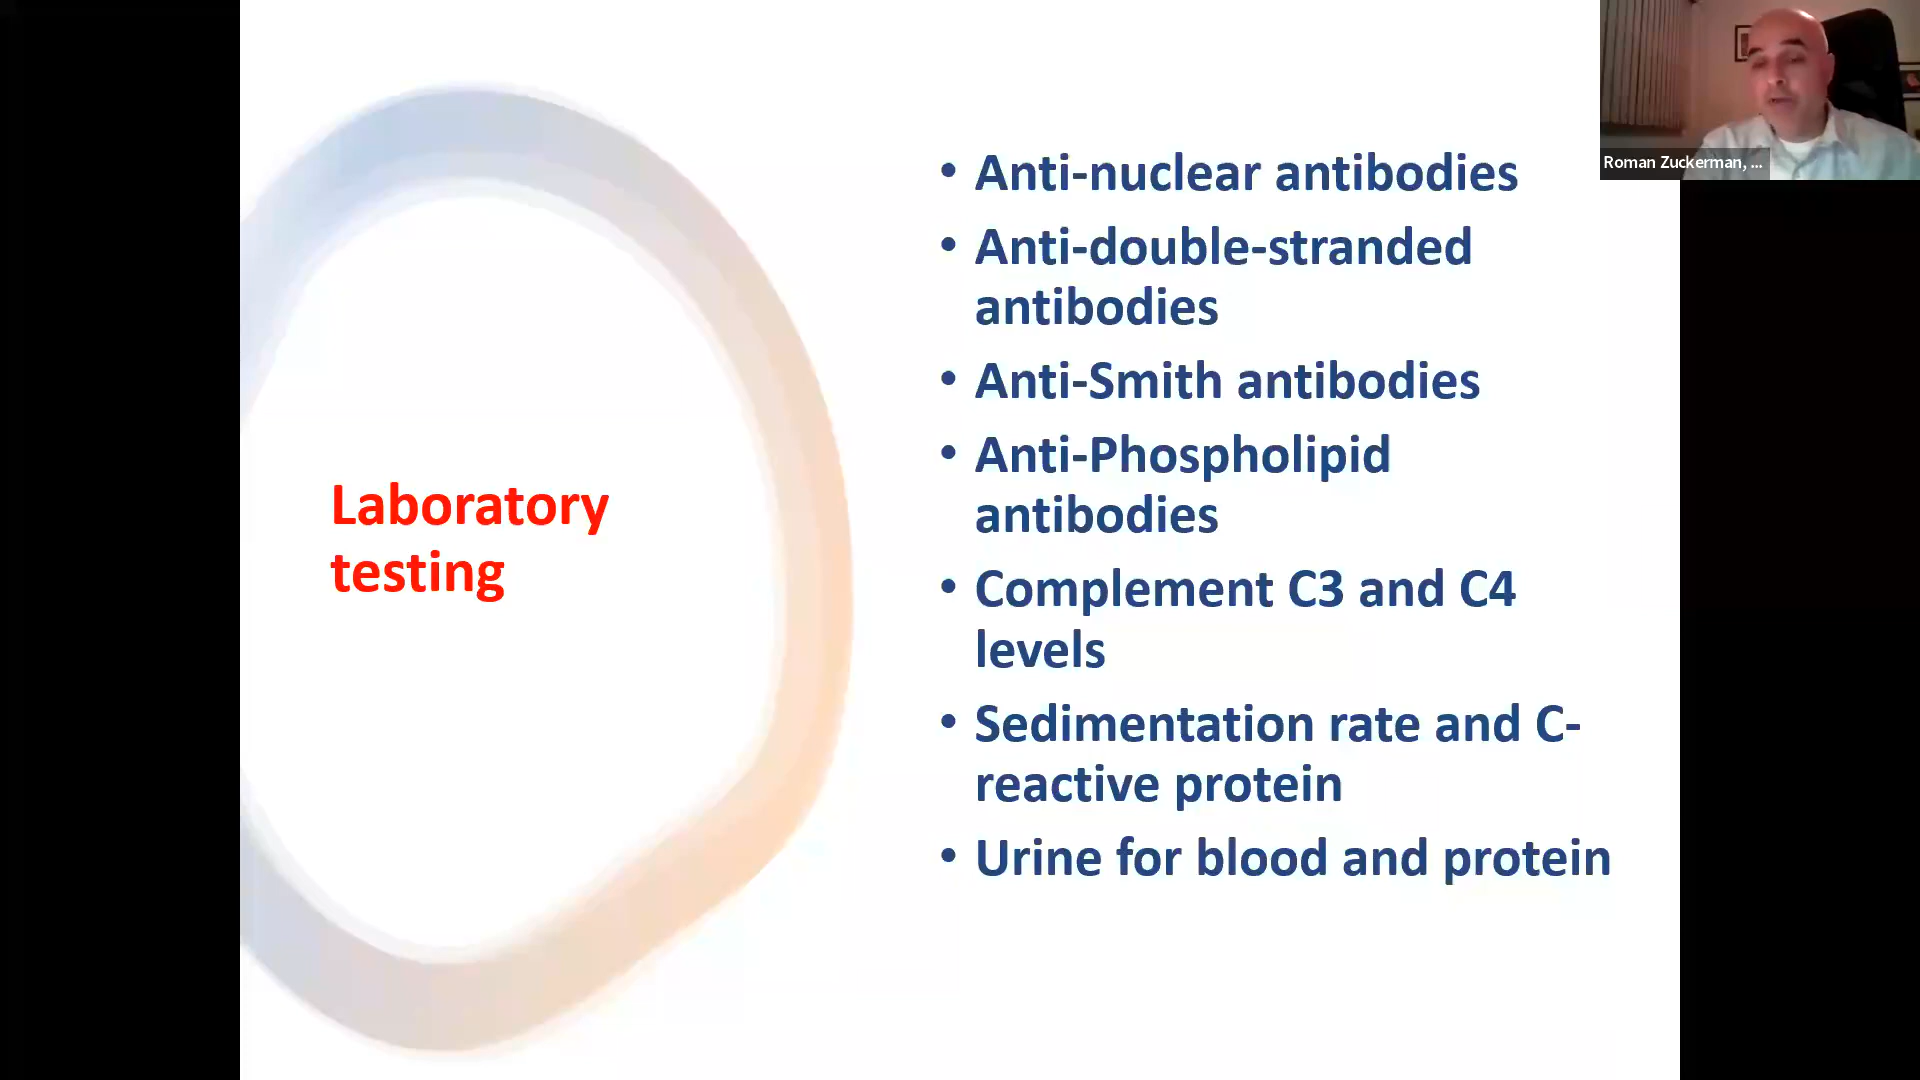 Laboratory
testing
• Anti-nuclear antibodies
• Anti-double-stranded
antibodies
• Anti-Smith antibodies
• Anti-Phospholipid
antibodies
• Complement C3 and C4
levels
• Sedimentation rate and C-
reactive protein
• Urine for blood and protein
Roman Zuckerman, ...